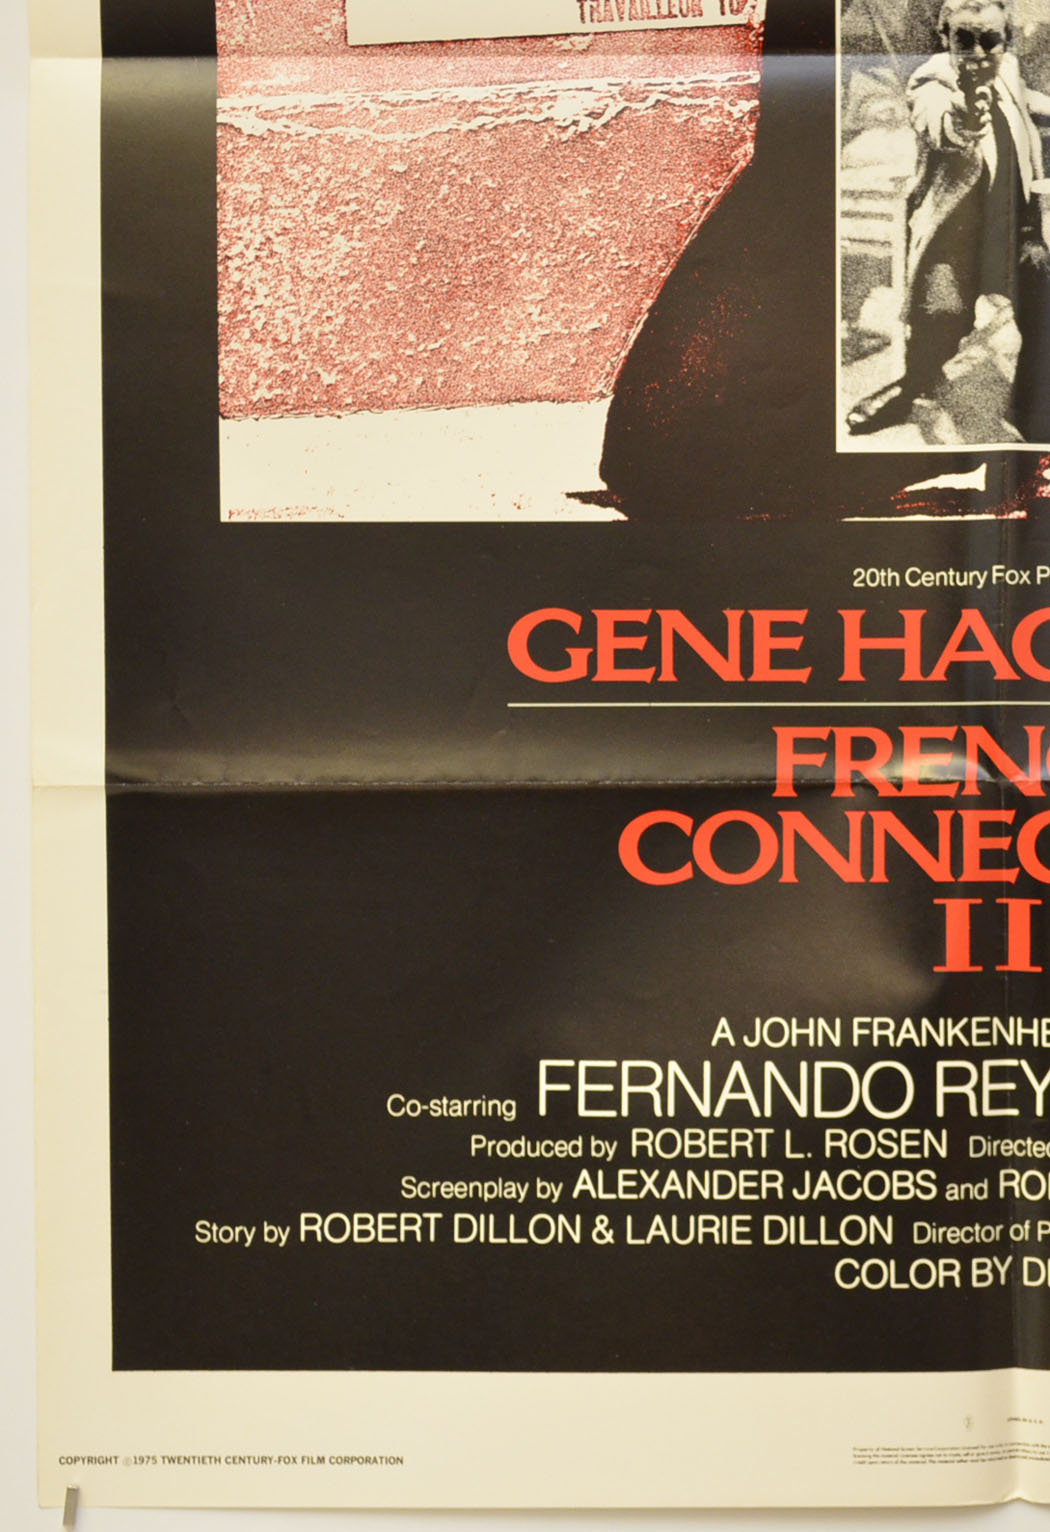 TRAVAILLEUR
20th Century Fox P
GENE HAC
FRENC
CONNEC
II
A JOHN FRANKENHE
Co-starring FERNANDO REY
Produced by ROBERT L. ROSEN Directed
Screenplay by ALEXANDER JACOBS and RO
Story by ROBERT DILLON & LAURIE DILLON Director of P
COLOR BY D
COPYRIGHT © 1975 TWENTIETH CENTURY-FOX FILM CORPORATION